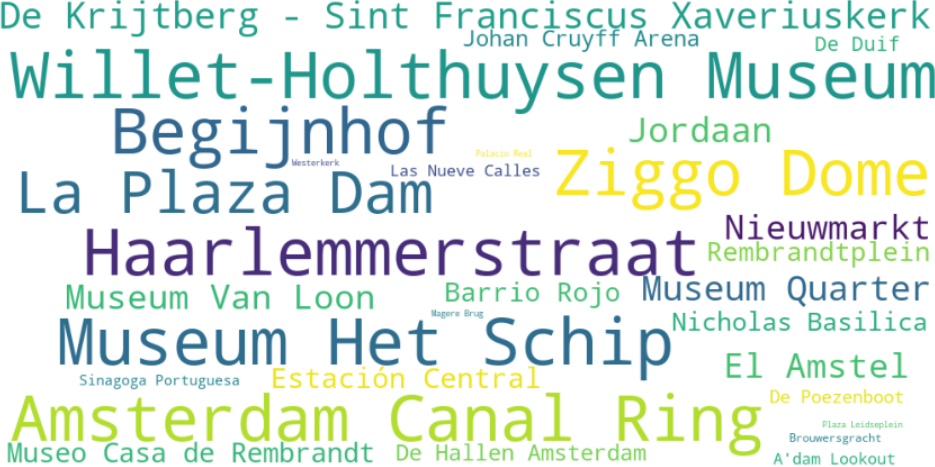 De Krijtberg - Sint Franciscus Xaveriuskerk
Johan Cruyff Arena
De Duif
Willet-Holthuysen Museum
Begijnhof
Jordaan
Palacio Real
Westerkerk
Las Nueve Calles
Ziggo Dome
La Plaza Dam
Nieuwmarkt
Haarlemmerstraat
Rembrandtplein
Museum Van Loon
Barrio Rojo
Museum Quarter
Magere Brug
Nicholas Basilica
Museum Het Schip
El Amstel
Sinagoga Portuguesa
Estación Central
De Poezenboot
Amsterdam Canal Ring
Plaza Leidseplein
Brouwersgracht
Museo Casa de Rembrandt
De Hallen Amsterdam
A'dam Lookout